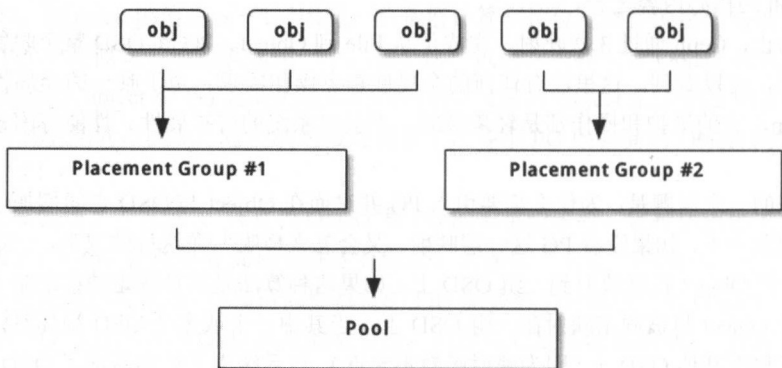 obj obj obj obj obj
Placement Group #1 Placement Group #2
Pool